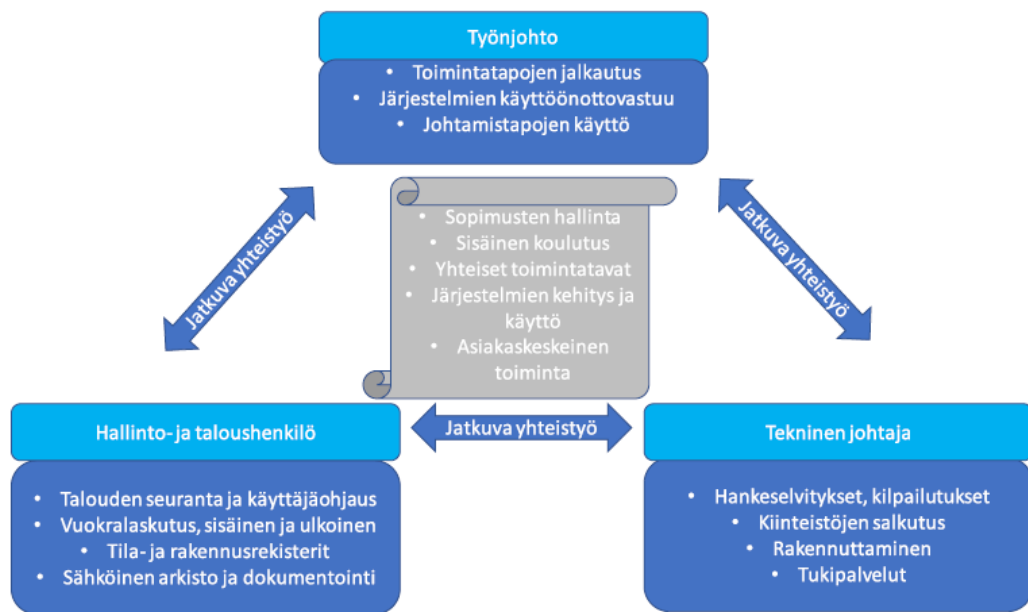 Työnjohto
• Toimintatapojen jalkautus
• Järjestelmien käyttöönottovastuu
• Johtamistapojen käyttö
Jatkuva yhteistyö
Jatkuva yhteistyö
• Sopimusten hallinta
• Sisäinen koulutus
• Yhteiset toimintatavat
• Järjestelmien kehitys ja
käyttö
• Asiakaskeskeinen
toiminta
Hallinto- ja taloushenkilö
Jatkuva yhteistyö
Tekninen johtaja
• Talouden seuranta ja käyttäjäohjaus
• Vuokralaskutus, sisäinen ja ulkoinen
• Tila- ja rakennusrekisterit
• Sähköinen arkisto ja dokumentointi
• Hankeselvitykset, kilpailutukset
• Kiinteistöjen salkutus
• Rakennuttaminen
• Tukipalvelut